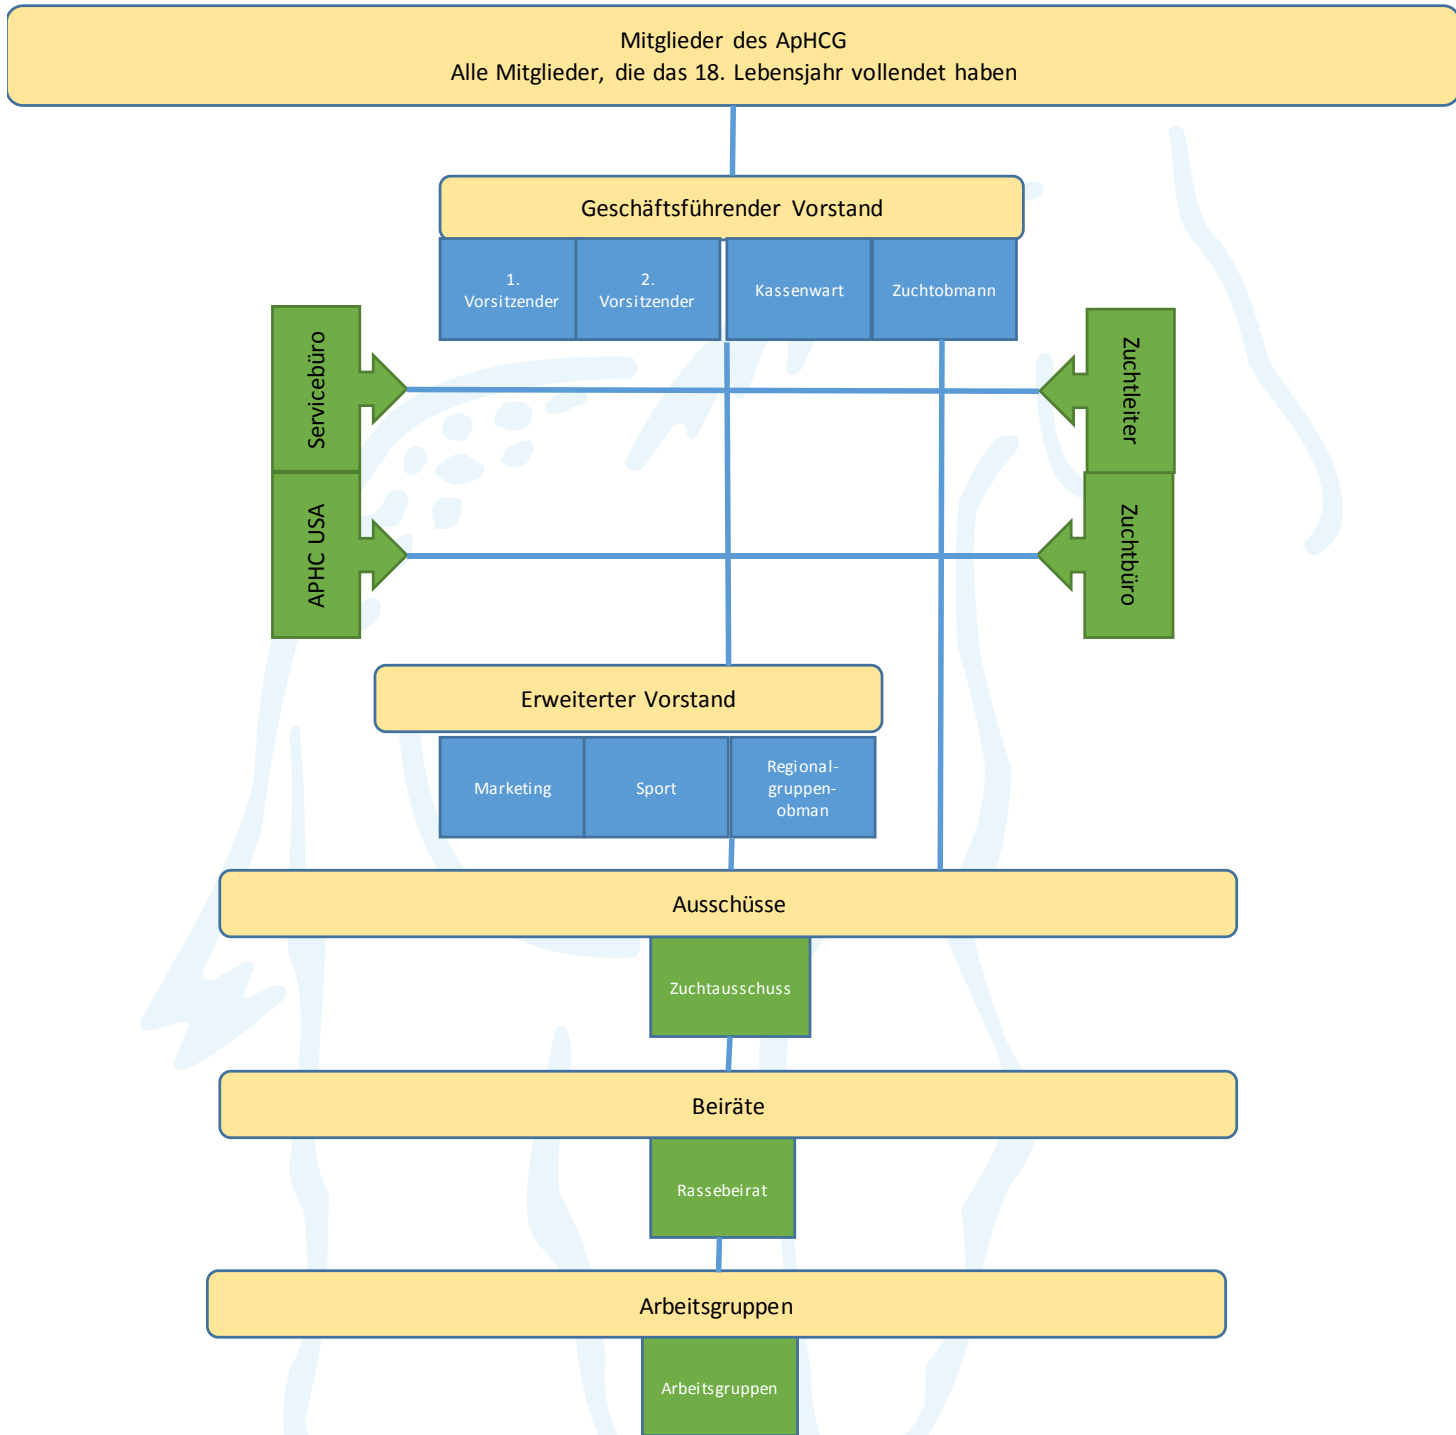 Mitglieder des ApHCG
Alle Mitglieder, die das 18. Lebensjahr vollendet haben
Geschäftsführender Vorstand
1.
Vorsitzender
2.
Vorsitzender
Kassenwart
Zuchtobmann
Servicebüro
Zuchtleiter
APHC USA
Zuchtbüro
Erweiterter Vorstand
Marketing
Sport
Regional-
gruppen-
obman
Ausschüsse
Zuchtausschuss
Beiräte
Rassebeirat
Arbeitsgruppen
Arbeitsgruppen